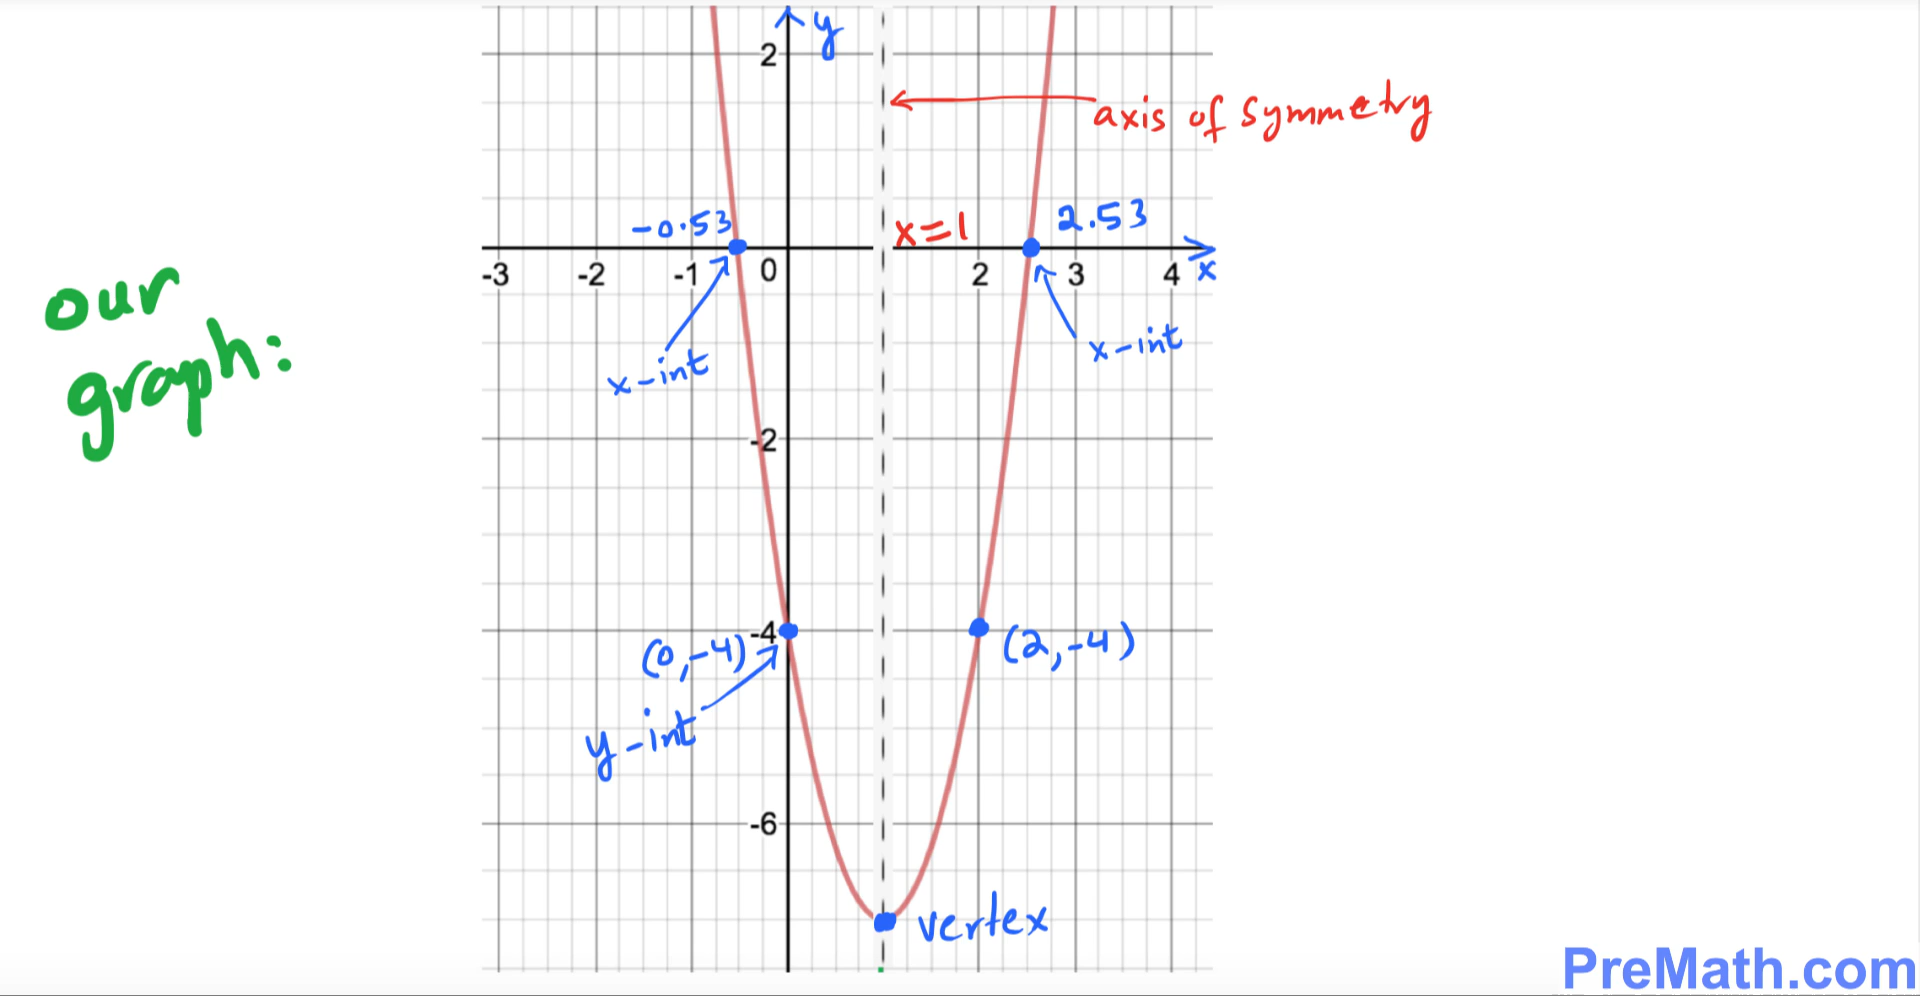 y
2
axis of symmetry
-0.53
x=1
2.53
-3 -2 -1 0 2 3 4 x
our
graph:
x-int
x-int
-2
-4
(0,-4)
(2,-4)
y-int
-6
vertex
PreMath.com